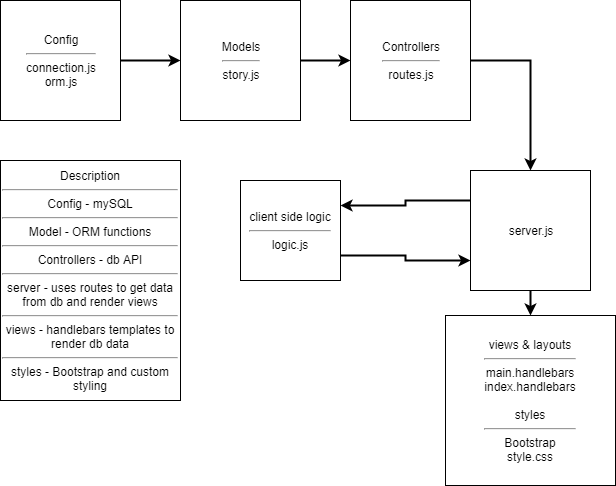 Config
connection.js
orm.js
Models
story.js
Controllers
routes.js
Description
Config - mySQL
Model - ORM functions
Controllers - db API
server - uses routes to get data
from db and render views
views - handlebars templates to
render db data
styles - Bootstrap and custom
styling
client side logic
logic.js
server.js
views & layouts
main.handlebars
index.handlebars
styles
Bootstrap
style.css